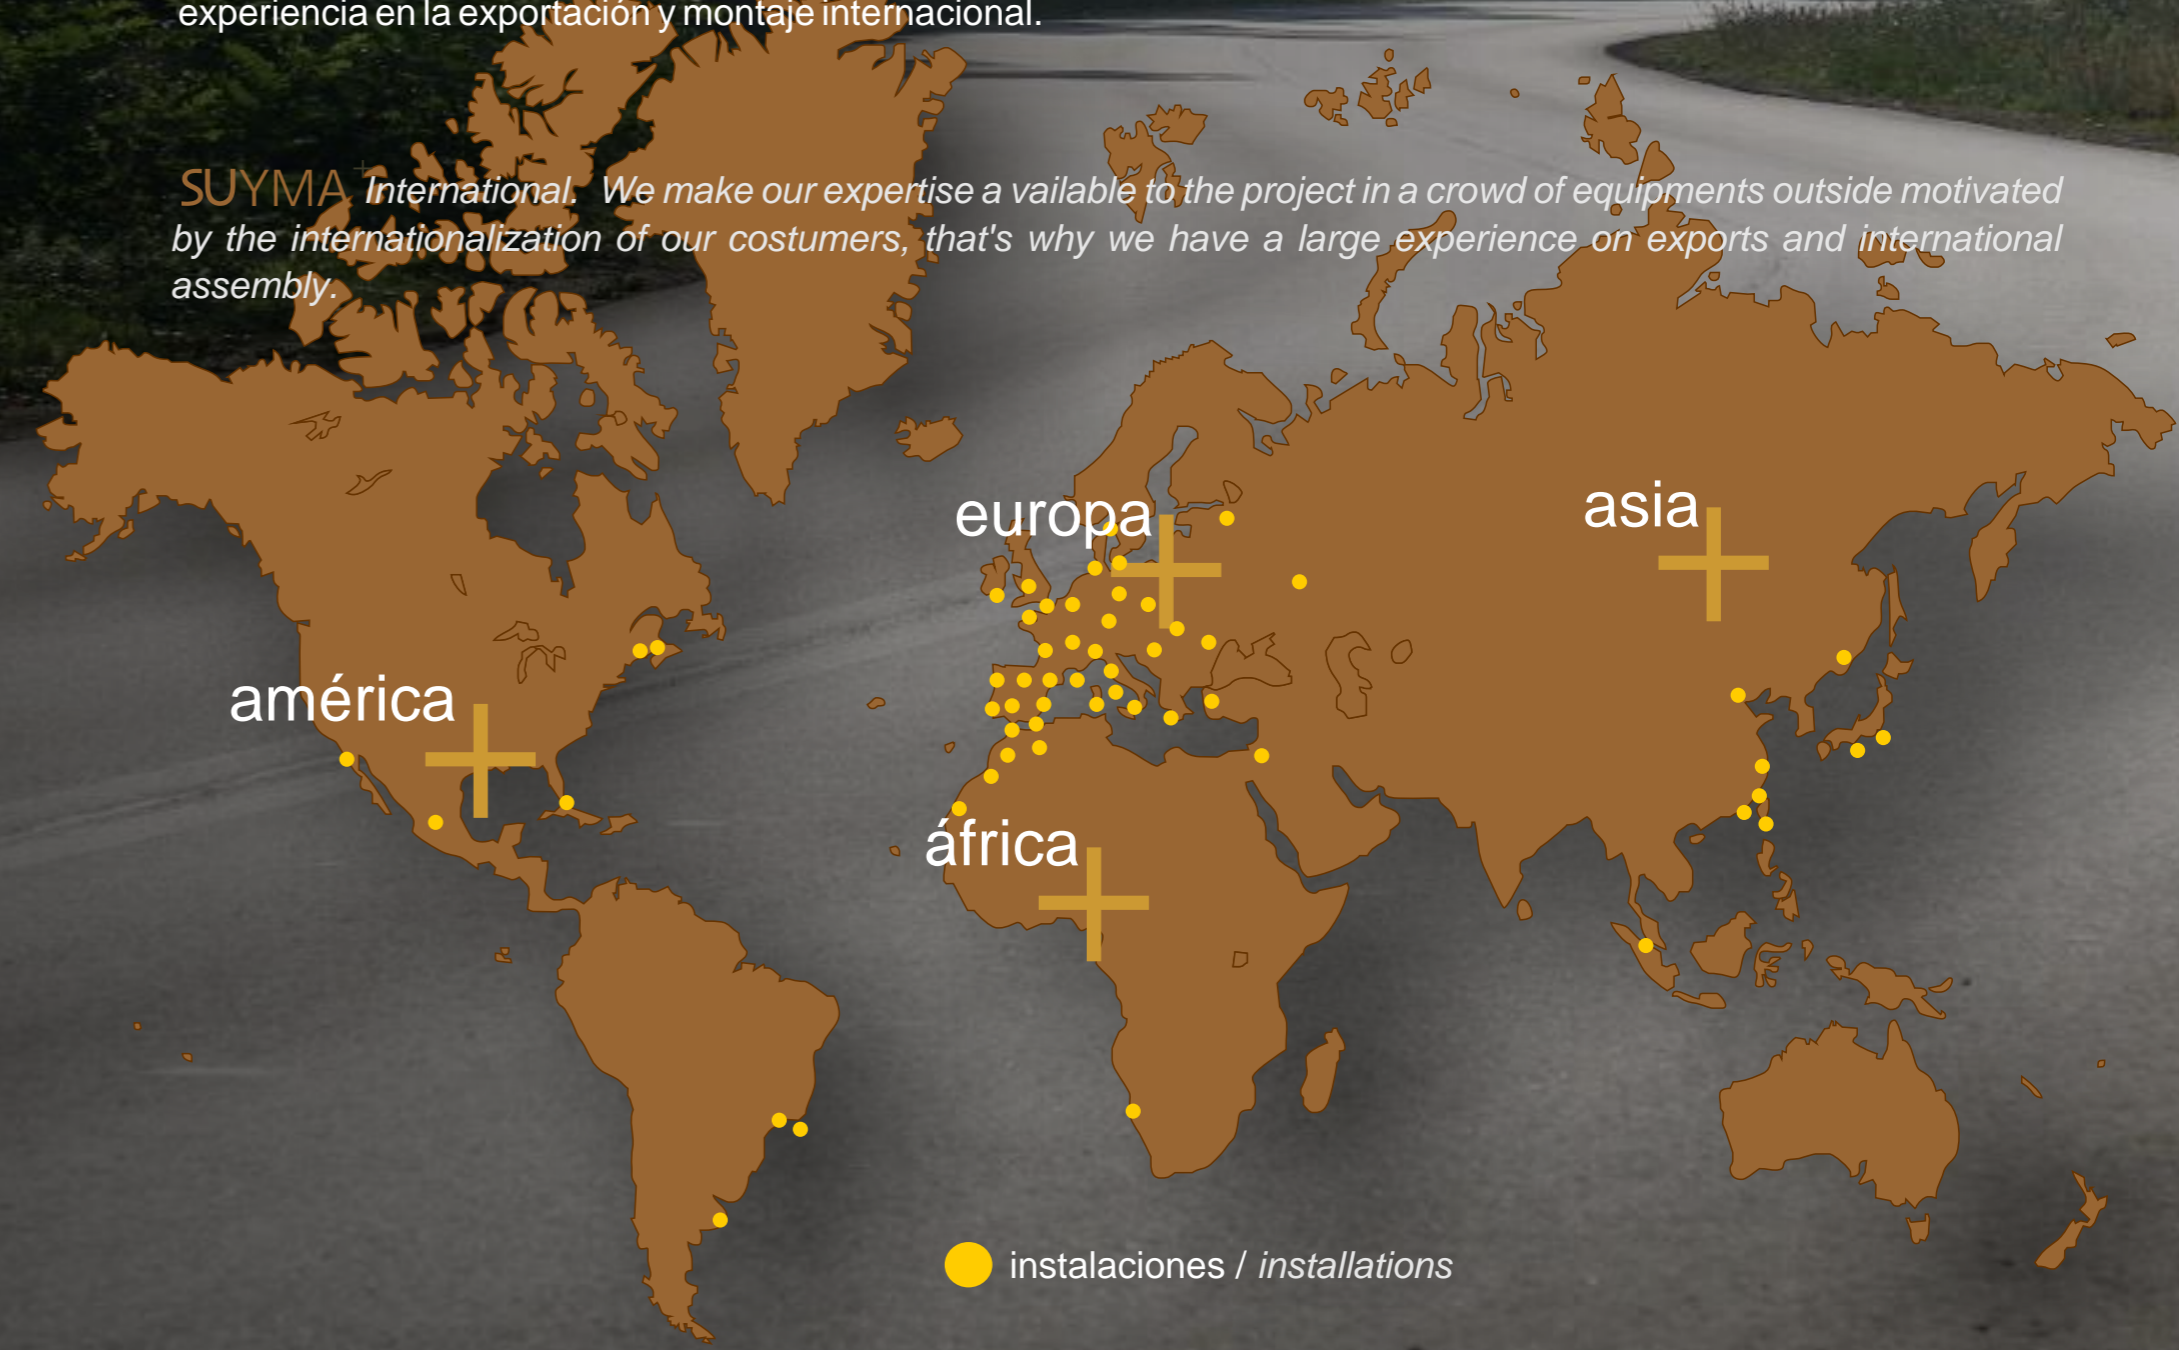 experiencia en la exportación y montaje internacional.
SUYMA+ International. We make our expertise a vailable to the project in a crowd of equipments outside motivated
by the internationalization of our costumers, that's why we have a large experience on exports and international
assembly.
europa
asia
américa
áfrica
instalaciones / installations